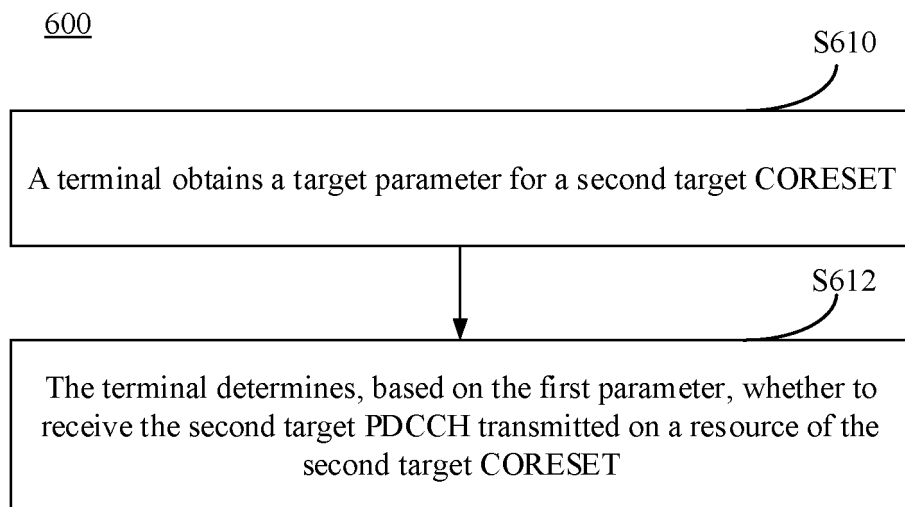 600
S610
A terminal obtains a target parameter for a second target CORESET
S612
The terminal determines, based on the first parameter, whether to
receive the second target PDCCH transmitted on a resource of the
second target CORESET